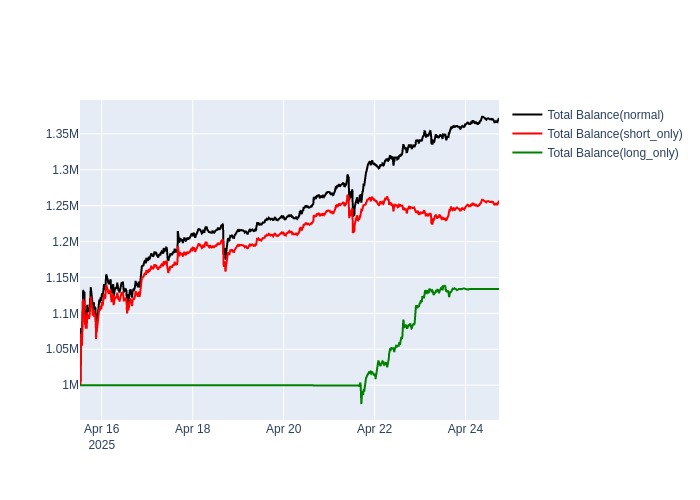 1.35M
1.3M
1.25M
1.2M
1.15M
1.1M
1.05M
1M
Apr 16
2025
Apr 18
Apr 20
Apr 22
Apr 24
Total Balance(normal)
Total Balance(short_only)
Total Balance(long_only)